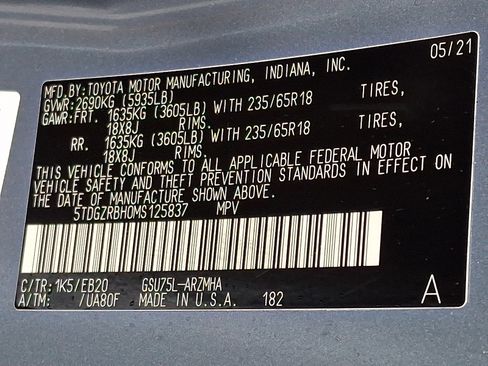 MFD. BY:TOYOTA MOTOR MANUFACTURING, INDIANA, INC. 05/21
GVWR:2690KG (5935LB)
GAWR:FRT. 1635KG (3605LB) WITH 235/65R18 TIRES,
18X8J RIMS.
RR. 1635KG (3605LB) WITH 235/65R18 TIRES,
18X8J RIMS.
THIS VEHICLE CONFORMS TO ALL APPLICABLE FEDERAL MOTOR
VEHICLE SAFETY AND THEFT PREVENTION STANDARDS IN EFFECT ON
THE DATE OF MANUFACTURE SHOWN ABOVE.
5TDGZRBH0MS125837 MPV
C/TR: 1K5/EB20 GSU75L-ARZMHA
A/TM: /UA80F MADE IN U.S.A. 182 A